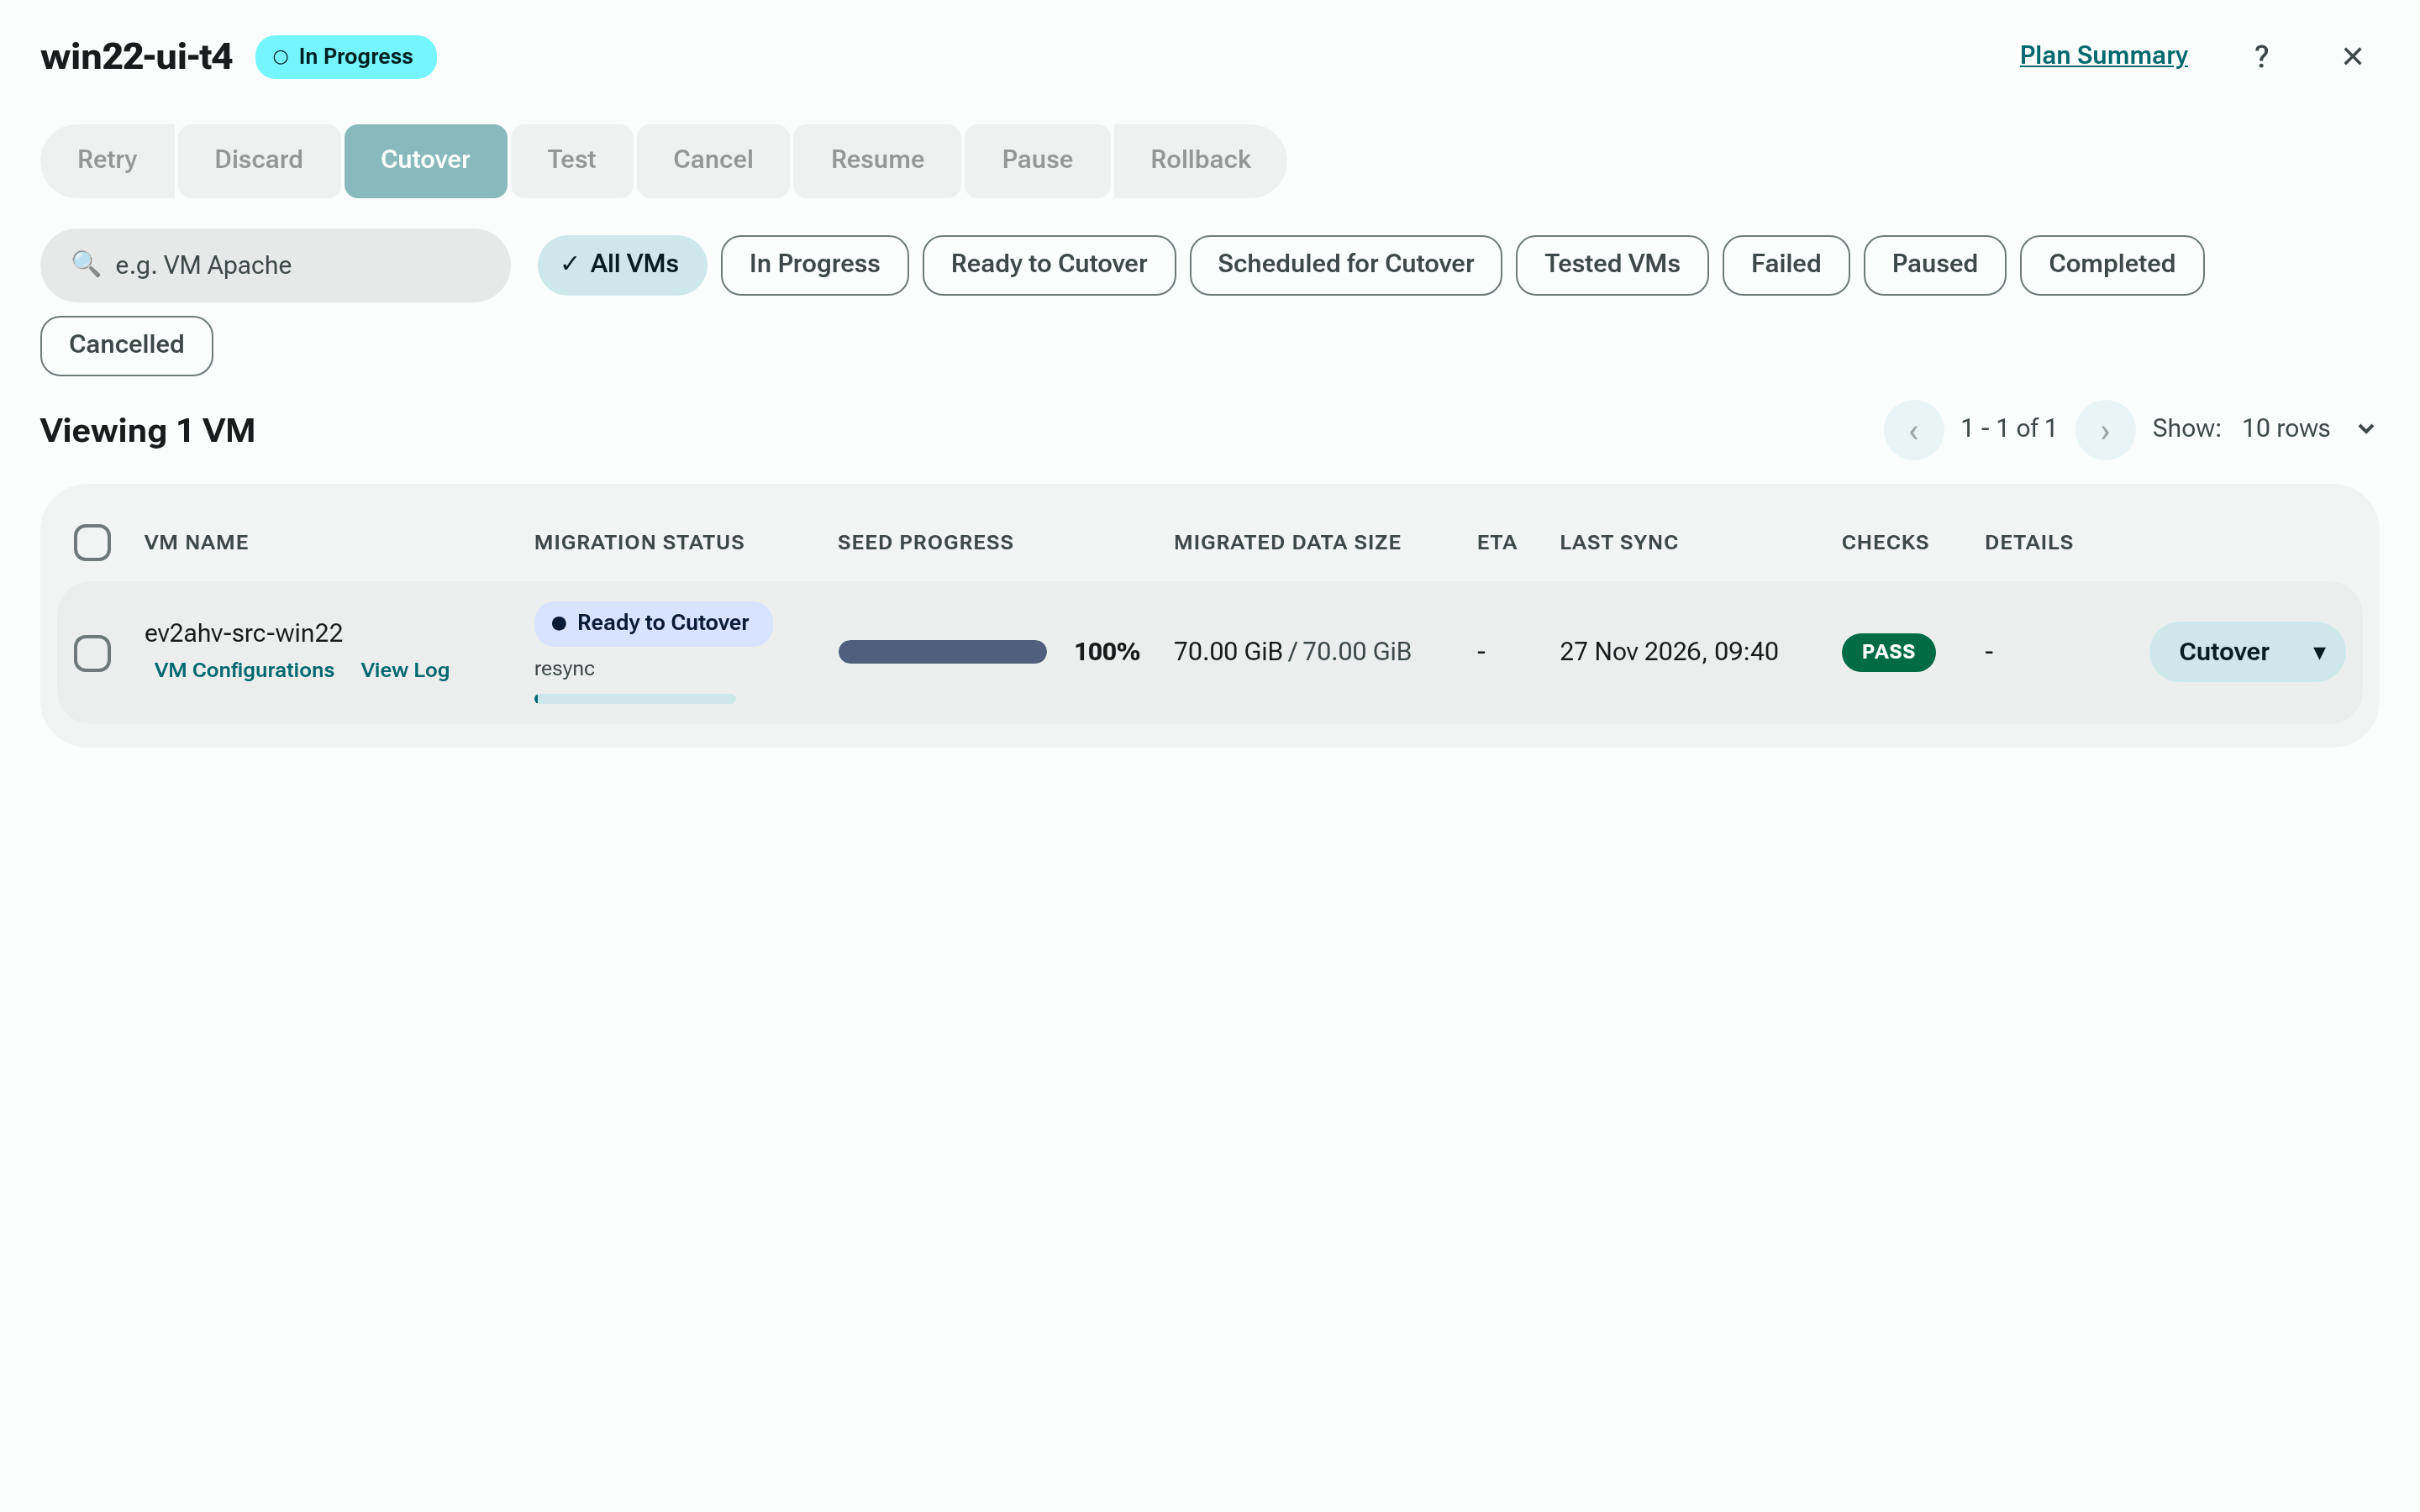 win22-ui-t4 In Progress Plan Summary ? ✕
Retry Discard Cutover Test Cancel Resume Pause Rollback
e.g. VM Apache ✓ All VMs In Progress Ready to Cutover Scheduled for Cutover Tested VMs Failed Paused Completed
Cancelled
Viewing 1 VM ‹ 1 - 1 of 1 › Show: 10 rows
VM NAME MIGRATION STATUS SEED PROGRESS MIGRATED DATA SIZE ETA LAST SYNC CHECKS DETAILS
ev2ahv-src-win22 Ready to Cutover 100% 70.00 GiB / 70.00 GiB - 27 Nov 2026, 09:40 PASS - Cutover ▾
VM Configurations View Log resync